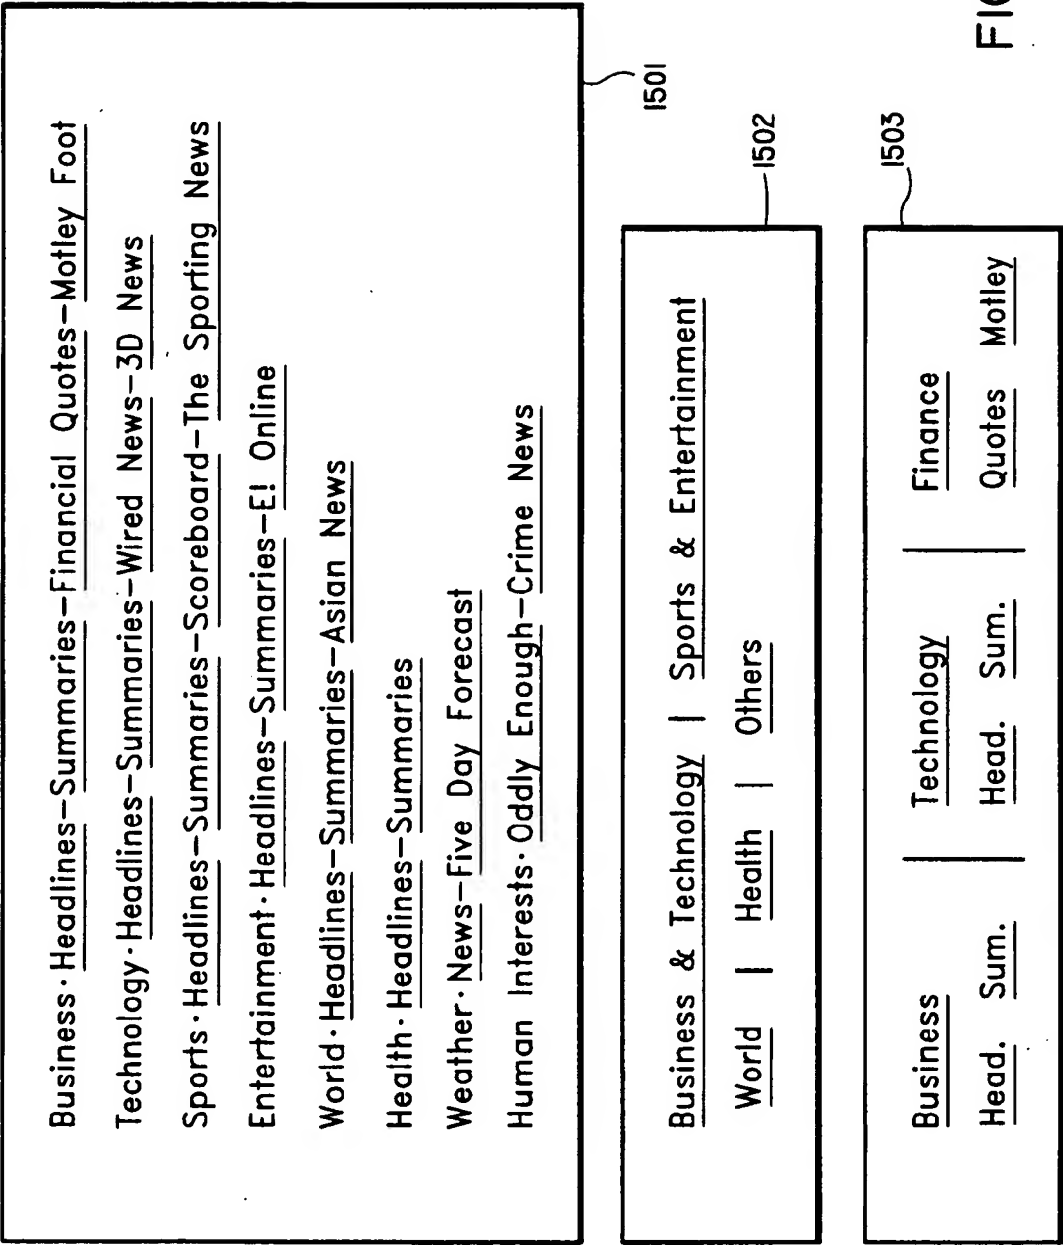 Business · Headlines–Summaries–Financial Quotes–Motley Foot
Technology · Headlines–Summaries–Wired News–3D News
Sports · Headlines–Summaries–Scoreboard–The Sporting News
Entertainment · Headlines–Summaries–E! Online
World · Headlines–Summaries–Asian News
Health · Headlines–Summaries
Weather · News–Five Day Forecast
Human Interests · Oddly Enough–Crime News
1501
Business & Technology | Sports & Entertainment
World | Health | Others
1502
Business | Technology | Finance
Head. Sum. | Head. Sum. | Quotes Motley
1503